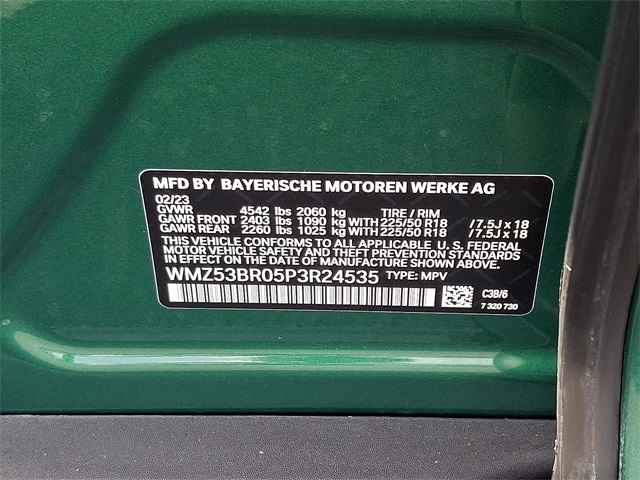 MFD BY BAYERISCHE MOTOREN WERKE AG
02/23
GVWR 4542 lbs 2060 kg TIRE / RIM
GAWR FRONT 2403 lbs 1090 kg WITH 225/50 R18 / 7.5J x 18
GAWR REAR 2260 lbs 1025 kg WITH 225/50 R18 / 7.5J x 18
THIS VEHICLE CONFORMS TO ALL APPLICABLE U. S. FEDERAL
MOTOR VEHICLE SAFETY AND THEFT PREVENTION STANDARDS
IN EFFECT ON THE DATE OF MANUFACTURE SHOWN ABOVE.
WMZ53BR05P3R24535 TYPE: MPV
C3B/6
7 320 730